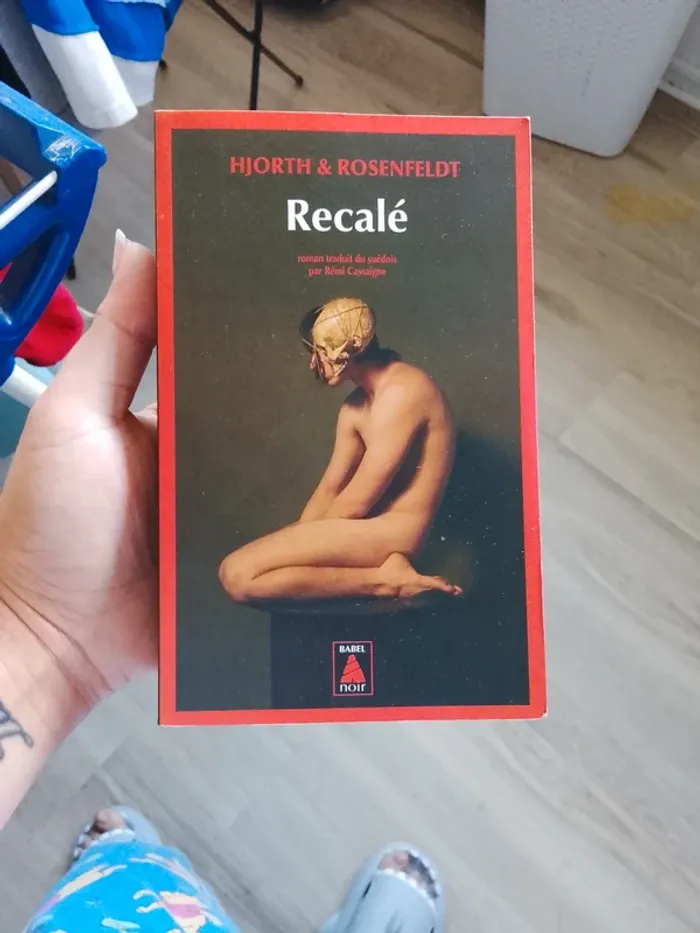 HJORTH & ROSENFELDT
Recalé
roman traduit du suédois
par Rémi Cassaigne
BABEL
noir